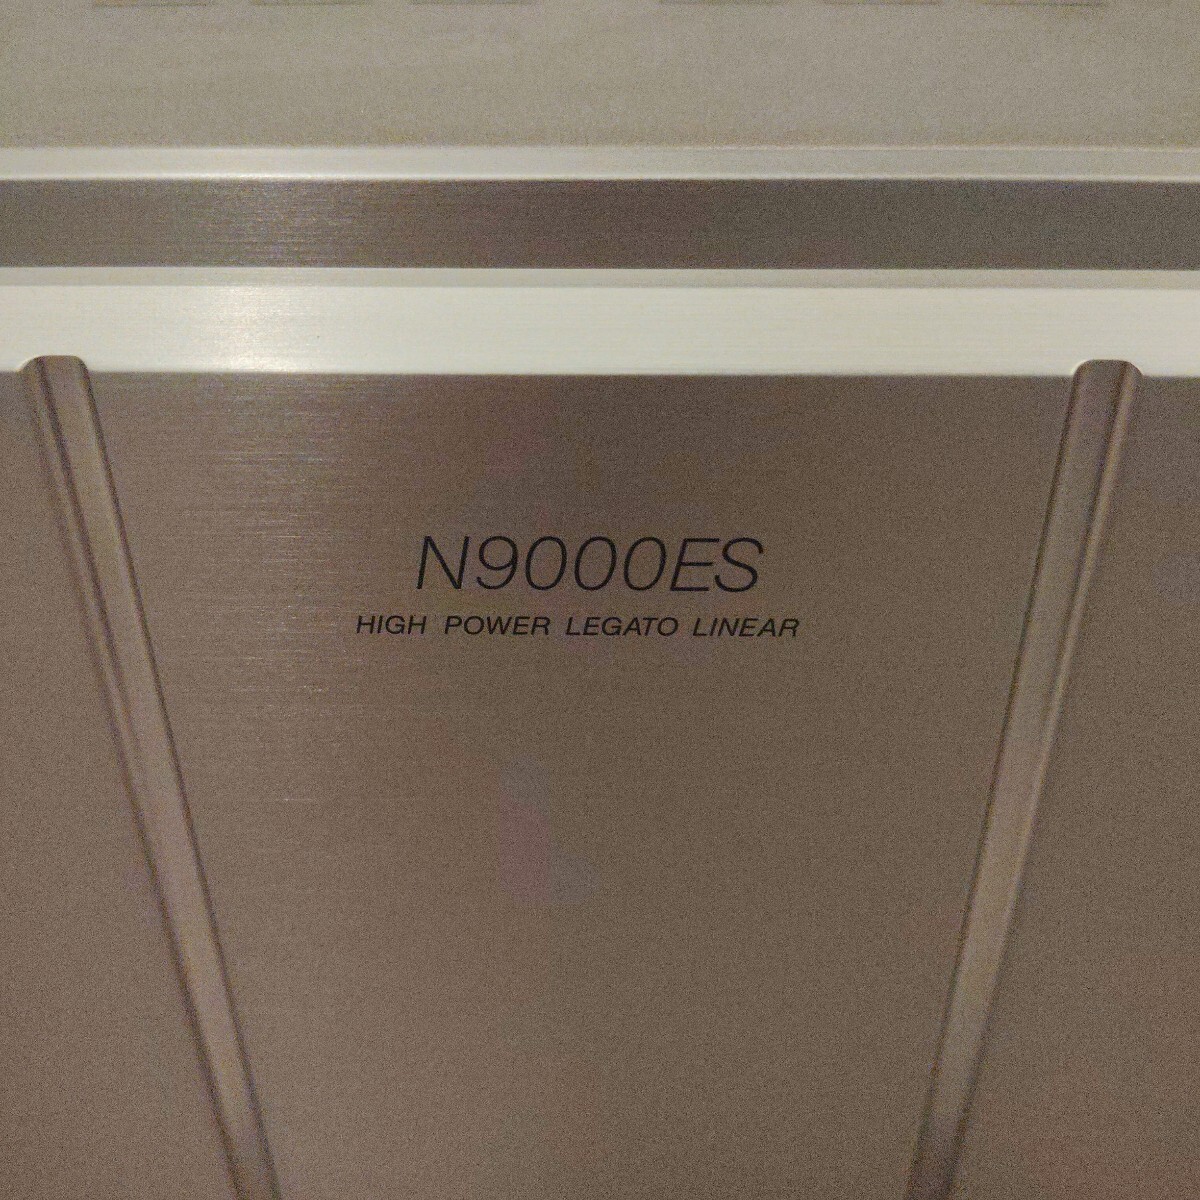 N9000ES
HIGH POWER LEGATO LINEAR